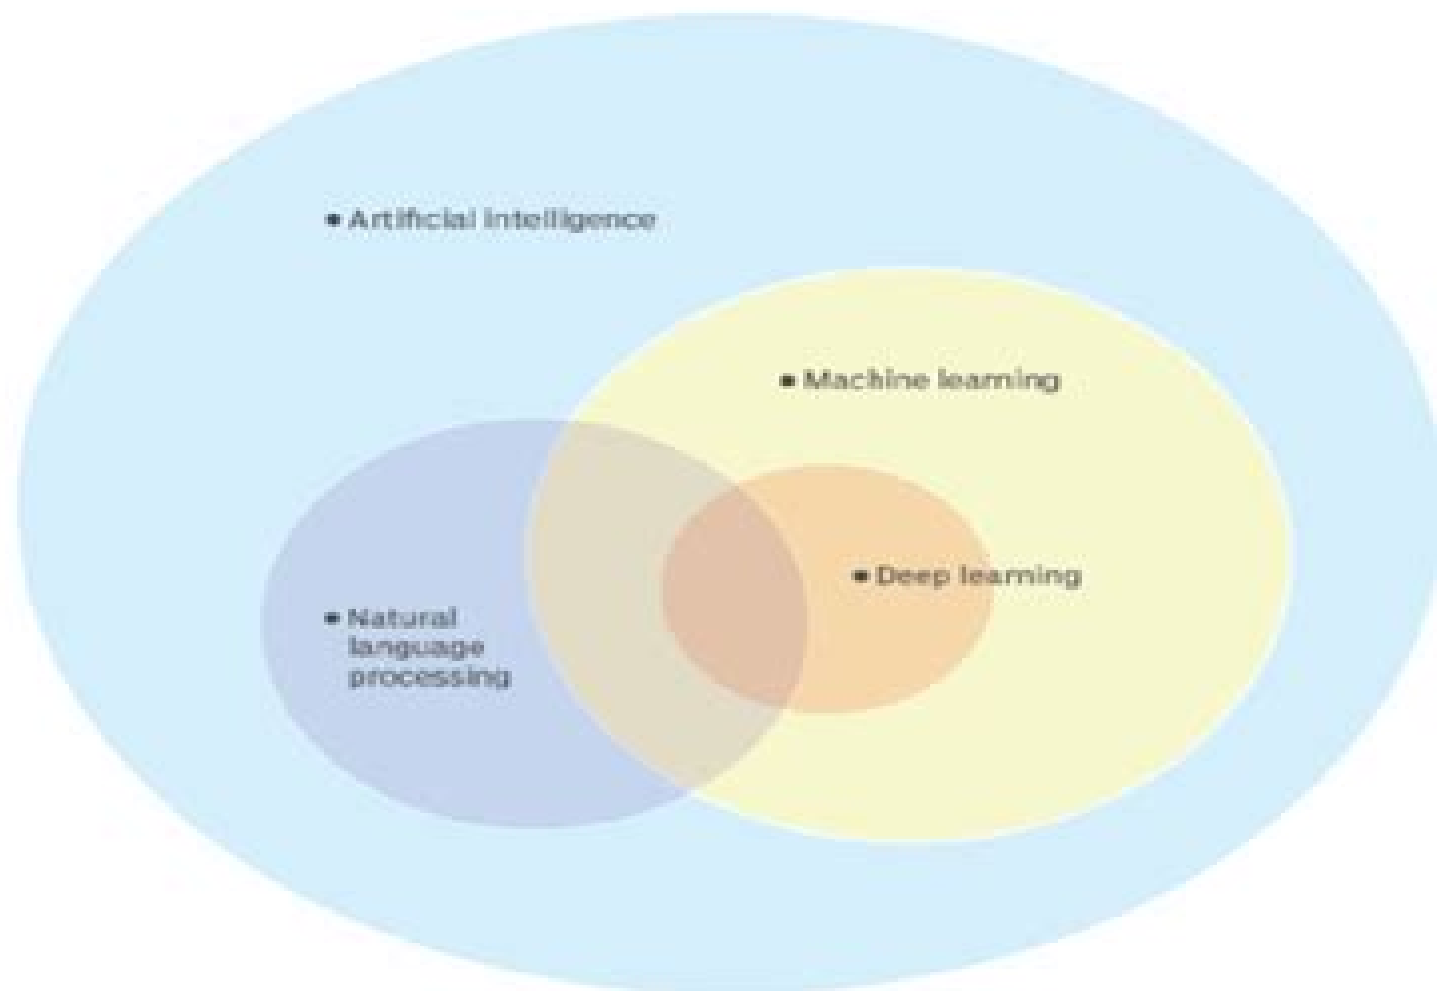 • Artificial intelligence
• Machine learning
• Deep learning
• Natural
language
processing